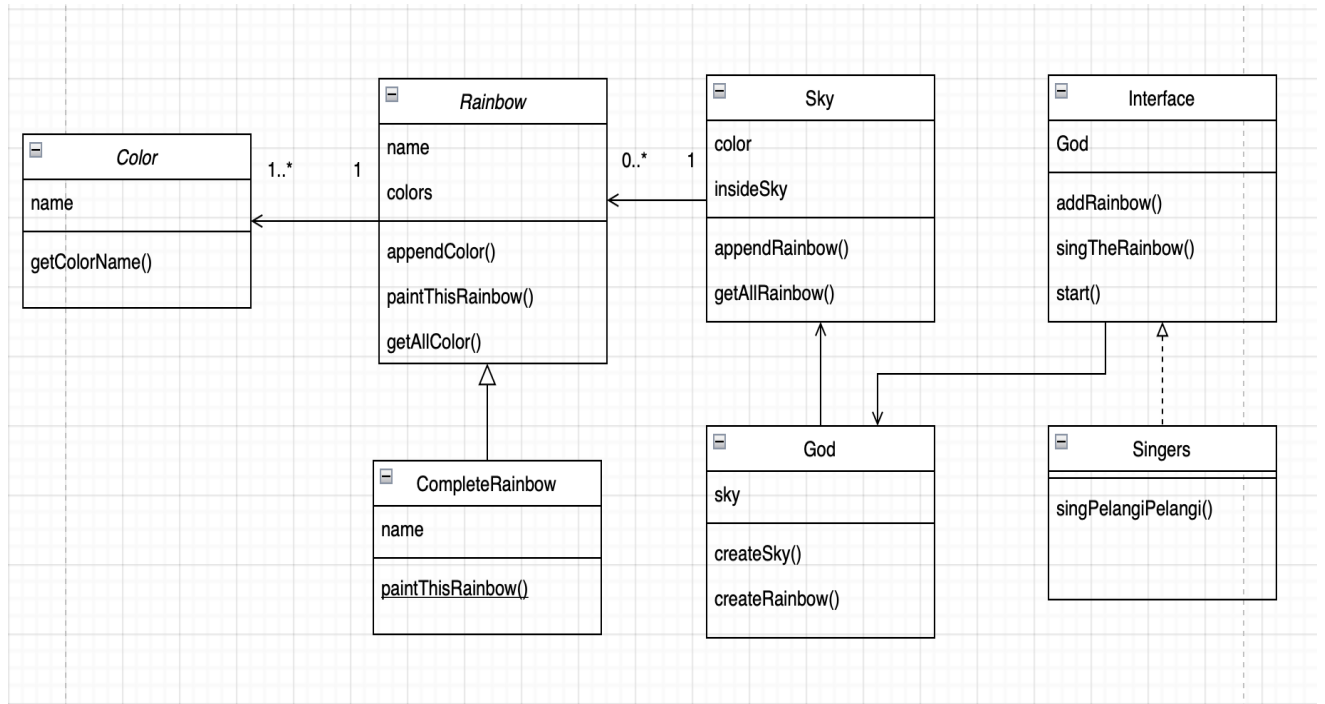 Color
name
getColorName()
1..*
1
Rainbow
name
colors
appendColor()
paintThisRainbow()
getAllColor()
0..*
1
Sky
color
insideSky
appendRainbow()
getAllRainbow()
Interface
God
addRainbow()
singTheRainbow()
start()
CompleteRainbow
name
paintThisRainbow()
God
sky
createSky()
createRainbow()
Singers
singPelangiPelangi()